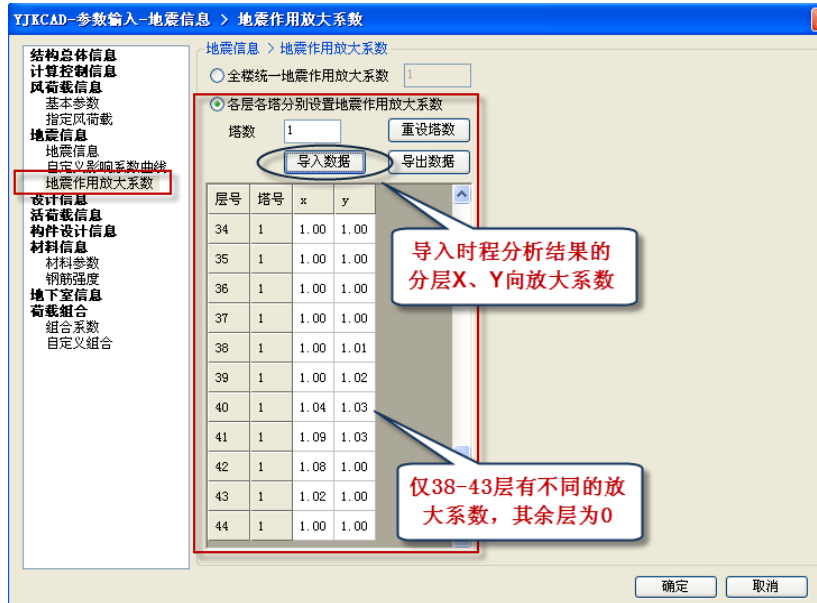 YJKCAD-参数输入-地震信息 > 地震作用放大系数
结构总体信息
计算控制信息
风荷载信息
基本参数
指定风荷载
地震信息
地震信息
自定义影响系数曲线
地震作用放大系数
设计信息
活荷载信息
构件设计信息
材料信息
材料参数
钢筋强度
地下室信息
荷载组合
组合系数
自定义组合
地震信息 > 地震作用放大系数
全楼统一地震作用放大系数 1
各层各塔分别设置地震作用放大系数
塔数 1 重设塔数
导入数据 导出数据
层号 塔号 x y
34 1 1.00 1.00
35 1 1.00 1.00
36 1 1.00 1.00
37 1 1.00 1.00
38 1 1.00 1.01
39 1 1.00 1.02
40 1 1.04 1.03
41 1 1.09 1.03
42 1 1.08 1.00
43 1 1.02 1.00
44 1 1.00 1.00
导入时程分析结果的
分层X、Y向放大系数
仅38-43层有不同的放
大系数，其余层为0
确定 取消